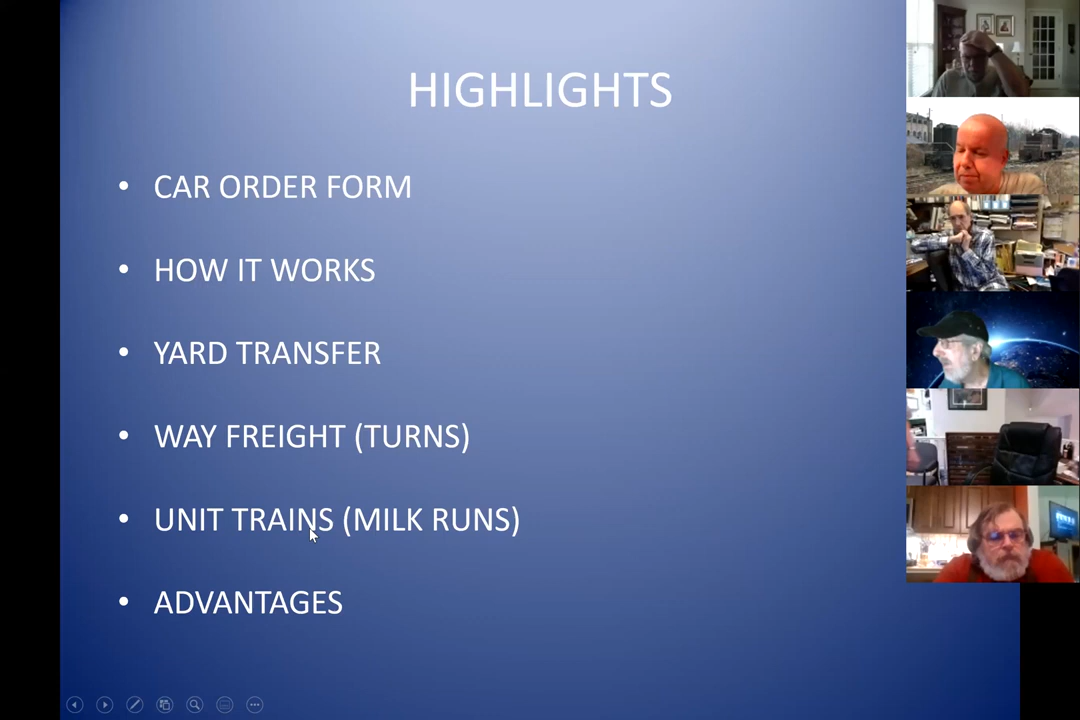 HIGHLIGHTS
• CAR ORDER FORM
• HOW IT WORKS
• YARD TRANSFER
• WAY FREIGHT (TURNS)
• UNIT TRAINS (MILK RUNS)
• ADVANTAGES